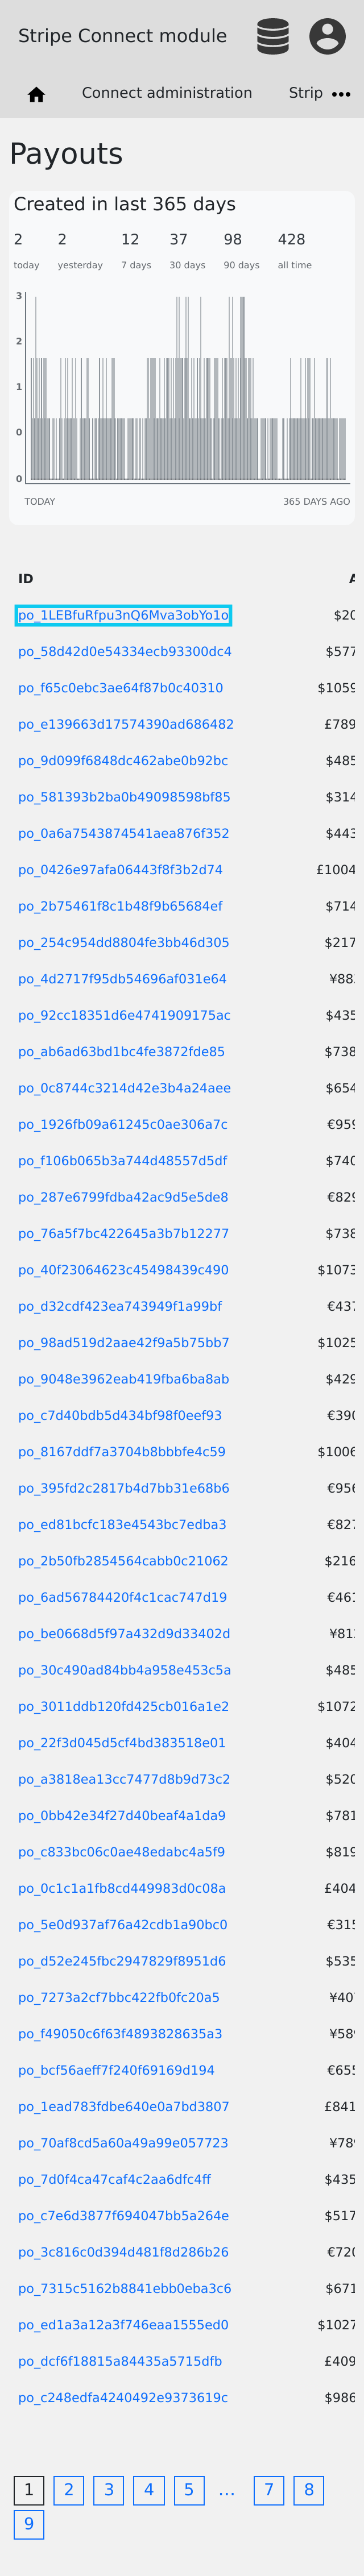 Stripe Connect module
Connect administration Strip
Payouts
Created in last 365 days
2 2 12 37 98 428
today yesterday 7 days 30 days 90 days all time
3
2
1
0
0
TODAY 365 DAYS AGO
ID A
po_1LEBfuRfpu3nQ6Mva3obYo1o $20
po_58d42d0e54334ecb93300dc4 $577
po_f65c0ebc3ae64f87b0c40310 $1059
po_e139663d17574390ad686482 £789
po_9d099f6848dc462abe0b92bc $485
po_581393b2ba0b49098598bf85 $314
po_0a6a7543874541aea876f352 $443
po_0426e97afa06443f8f3b2d74 £1004
po_2b75461f8c1b48f9b65684ef $714
po_254c954dd8804fe3bb46d305 $217
po_4d2717f95db54696af031e64 ¥88
po_92cc18351d6e4741909175ac $435
po_ab6ad63bd1bc4fe3872fde85 $738
po_0c8744c3214d42e3b4a24aee $654
po_1926fb09a61245c0ae306a7c €959
po_f106b065b3a744d48557d5df $740
po_287e6799fdba42ac9d5e5de8 €829
po_76a5f7bc422645a3b7b12277 $738
po_40f23064623c45498439c490 $1073
po_d32cdf423ea743949f1a99bf €437
po_98ad519d2aae42f9a5b75bb7 $1025
po_9048e3962eab419fba6ba8ab $429
po_c7d40bdb5d434bf98f0eef93 €390
po_8167ddf7a3704b8bbbfe4c59 $1006
po_395fd2c2817b4d7bb31e68b6 €956
po_ed81bcfc183e4543bc7edba3 €827
po_2b50fb2854564cabb0c21062 $216
po_6ad56784420f4c1cac747d19 €461
po_be0668d5f97a432d9d33402d ¥81
po_30c490ad84bb4a958e453c5a $485
po_3011ddb120fd425cb016a1e2 $1072
po_22f3d045d5cf4bd383518e01 $404
po_a3818ea13cc7477d8b9d73c2 $520
po_0bb42e34f27d40beaf4a1da9 $781
po_c833bc06c0ae48edabc4a5f9 $819
po_0c1c1a1fb8cd449983d0c08a £404
po_5e0d937af76a42cdb1a90bc0 €315
po_d52e245fbc2947829f8951d6 $535
po_7273a2cf7bbc422fb0fc20a5 ¥40
po_f49050c6f63f4893828635a3 ¥58
po_bcf56aeff7f240f69169d194 €655
po_1ead783fdbe640e0a7bd3807 £841
po_70af8cd5a60a49a99e057723 ¥78
po_7d0f4ca47caf4c2aa6dfc4ff $435
po_c7e6d3877f694047bb5a264e $517
po_3c816c0d394d481f8d286b26 €720
po_7315c5162b8841ebb0eba3c6 $671
po_ed1a3a12a3f746eaa1555ed0 $1027
po_dcf6f18815a84435a5715dfb £409
po_c248edfa4240492e9373619c $986
1 2 3 4 5 ... 7 8
9